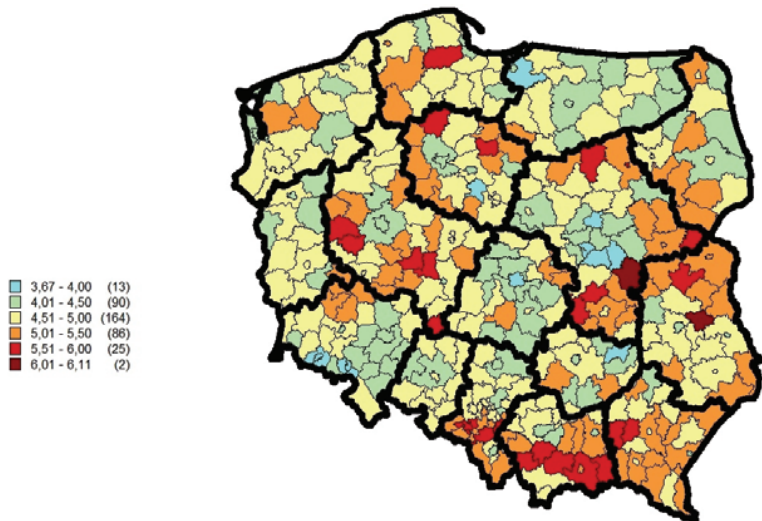 3,67 - 4,00 (13)
4,01 - 4,50 (90)
4,51 - 5,00 (164)
5,01 - 5,50 (86)
5,51 - 6,00 (25)
6,01 - 6,11 (2)